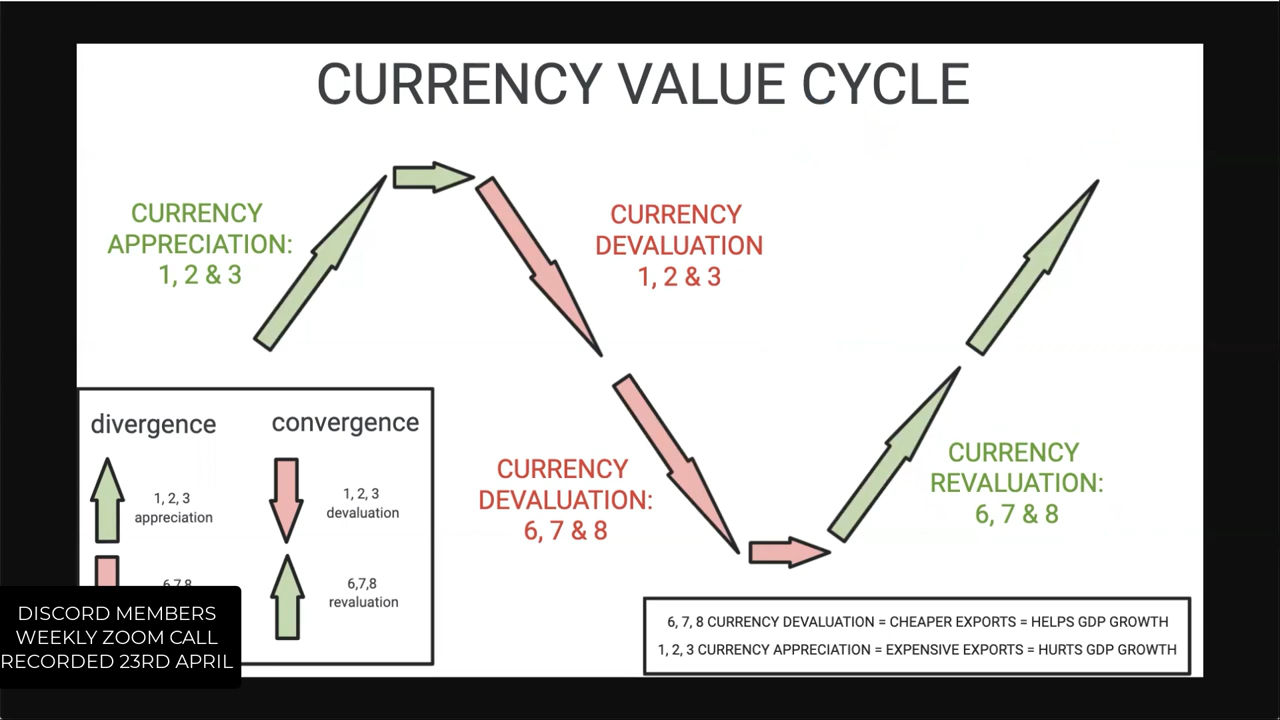 CURRENCY VALUE CYCLE
CURRENCY
APPRECIATION:
1, 2 & 3
CURRENCY
DEVALUATION
1, 2 & 3
divergence
convergence
1, 2, 3
appreciation
1, 2, 3
devaluation
6,7,8
6,7,8
revaluation
CURRENCY
DEVALUATION:
6, 7 & 8
CURRENCY
REVALUATION:
6, 7 & 8
6, 7, 8 CURRENCY DEVALUATION = CHEAPER EXPORTS = HELPS GDP GROWTH
1, 2, 3 CURRENCY APPRECIATION = EXPENSIVE EXPORTS = HURTS GDP GROWTH
DISCORD MEMBERS
WEEKLY ZOOM CALL
RECORDED 23RD APRIL